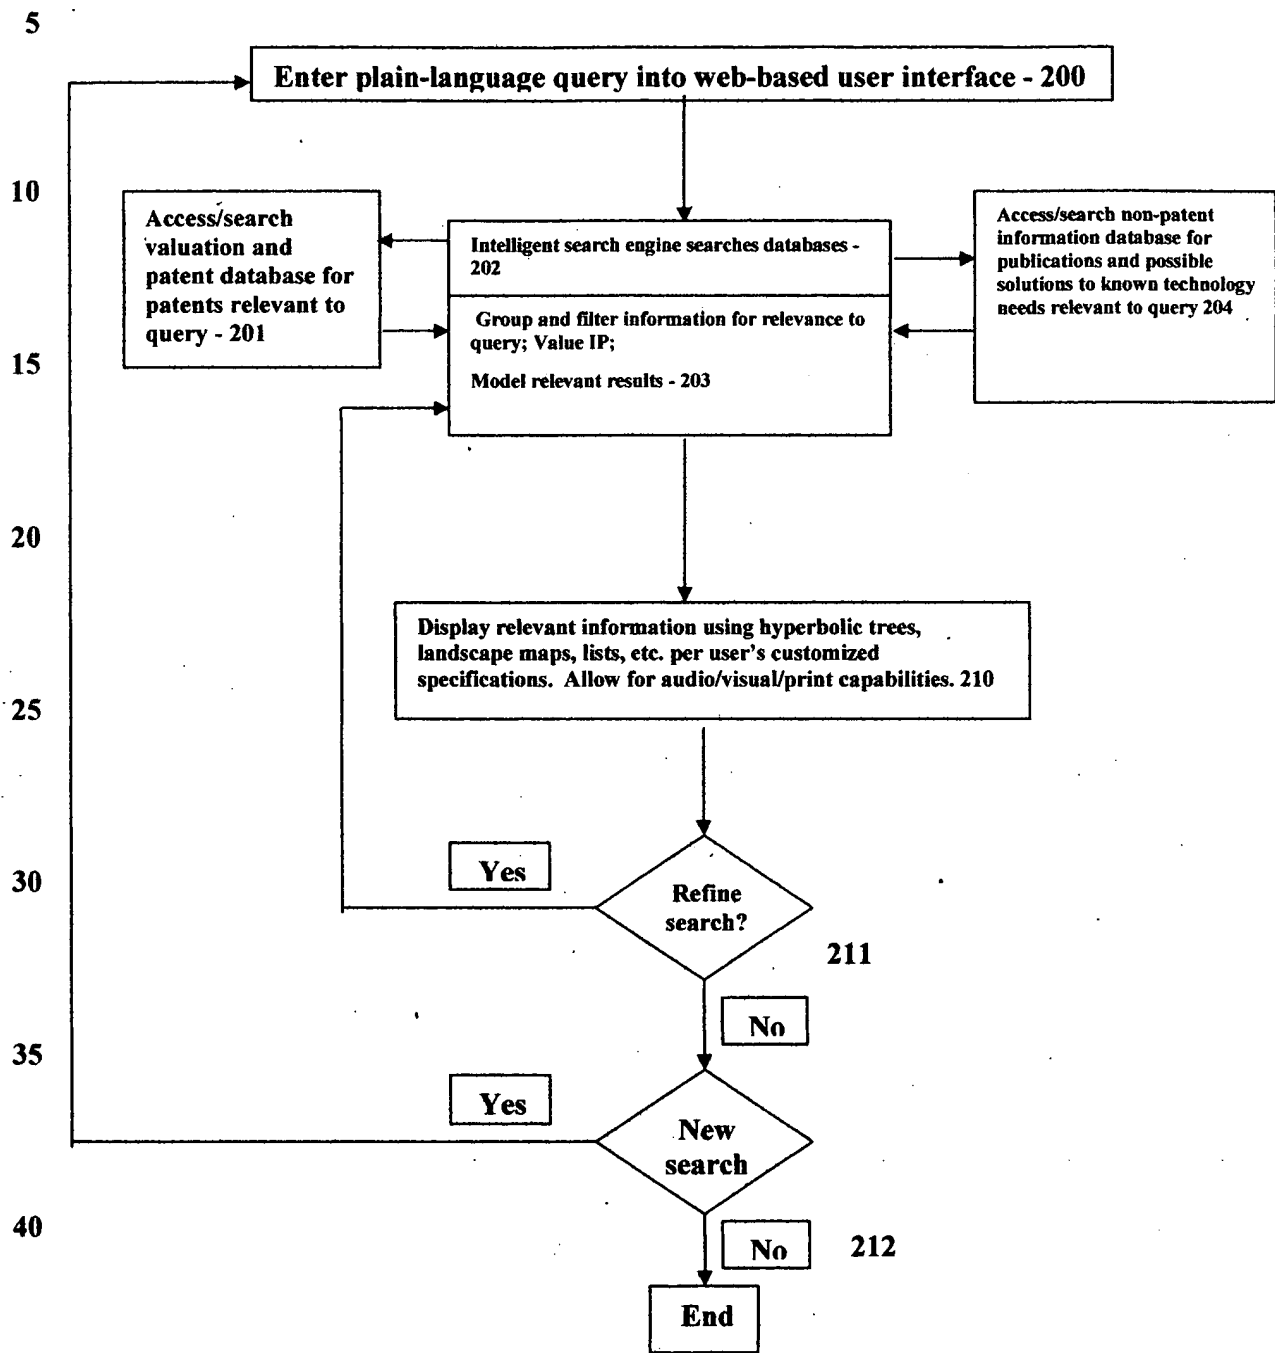 5
Enter plain-language query into web-based user interface - 200
10
Access/search
valuation and
patent database for
patents relevant to
query - 201
Intelligent search engine searches databases -
202
Group and filter information for relevance to
query; Value IP;
Model relevant results - 203
Access/search non-patent
information database for
publications and possible
solutions to known technology
needs relevant to query 204
15
20
Display relevant information using hyperbolic trees,
landscape maps, lists, etc. per user's customized
specifications. Allow for audio/visual/print capabilities. 210
25
30
Yes
Refine
search?
211
No
35
Yes
New
search
40
No
212
End